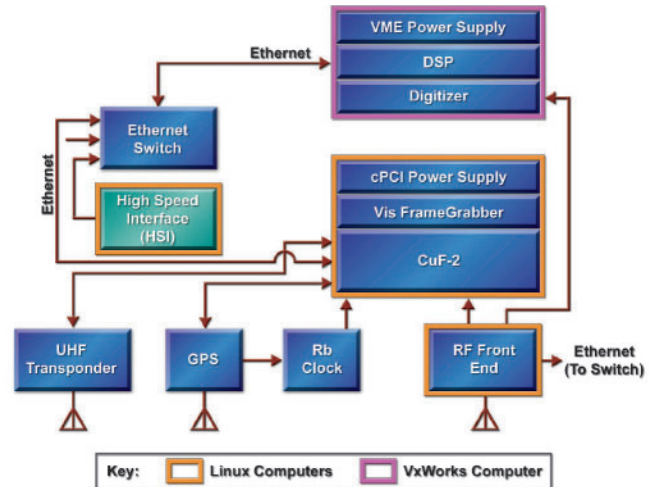 VME Power Supply
DSP
Digitizer
Ethernet
Ethernet
Switch
Ethernet
High Speed
Interface
(HSI)
cPCI Power Supply
Vis FrameGrabber
CuF-2
UHF
Transponder
GPS
Rb
Clock
RF Front
End
Ethernet
(To Switch)
Key:
Linux Computers
VxWorks Computer